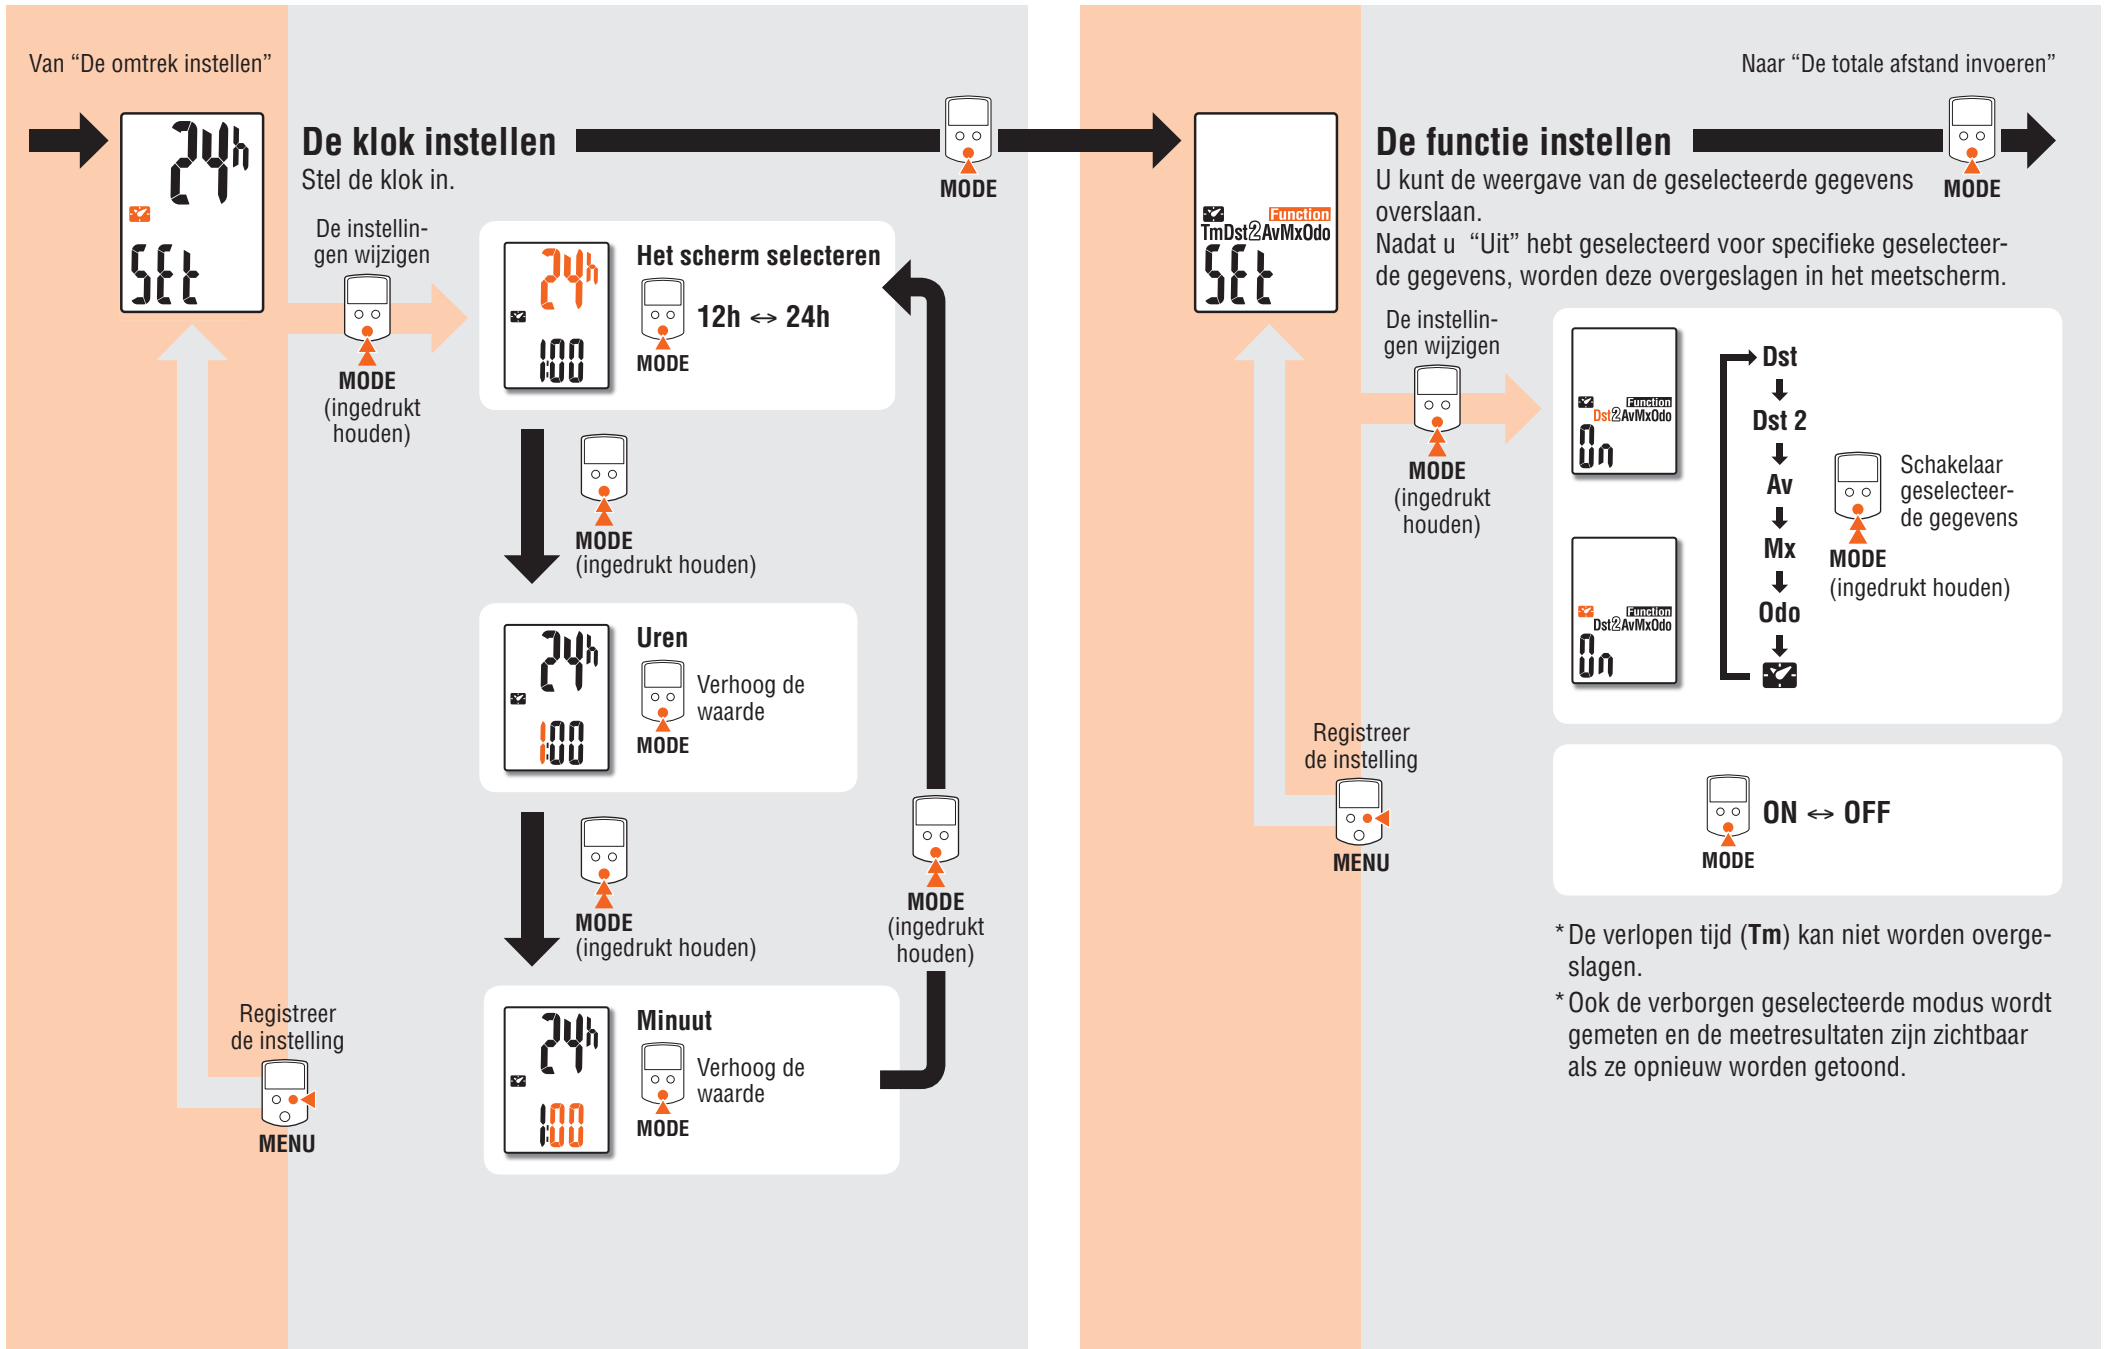 Van “De omtrek instellen”
24h
SEt
De klok instellen
Stel de klok in.
MODE
De instellin-
gen wijzigen
MODE
(ingedrukt
houden)
24h
1:00
Het scherm selecteren
12h ↔ 24h
MODE
MODE
(ingedrukt houden)
24h
1:00
Uren
Verhoog de
waarde
MODE
MODE
(ingedrukt houden)
MODE
(ingedrukt
houden)
24h
1:00
Minuut
Verhoog de
waarde
MODE
Registreer
de instelling
MENU
Naar “De totale afstand invoeren”
Function
TmDst2AvMxOdo
SEt
De functie instellen
MODE
U kunt de weergave van de geselecteerde gegevens
overslaan.
Nadat u “Uit” hebt geselecteerd voor specifieke geselecteer-
de gegevens, worden deze overgeslagen in het meetscherm.
De instellin-
gen wijzigen
MODE
(ingedrukt
houden)
Function
Dst2AvMxOdo
On
Function
Dst2AvMxOdo
On
Dst
Dst 2
Av
Mx
Odo
Schakelaar
geselecteer-
de gegevens
MODE
(ingedrukt houden)
Registreer
de instelling
MENU
ON ↔ OFF
MODE
* De verlopen tijd (Tm) kan niet worden overge-
slagen.
* Ook de verborgen geselecteerde modus wordt
gemeten en de meetresultaten zijn zichtbaar
als ze opnieuw worden getoond.